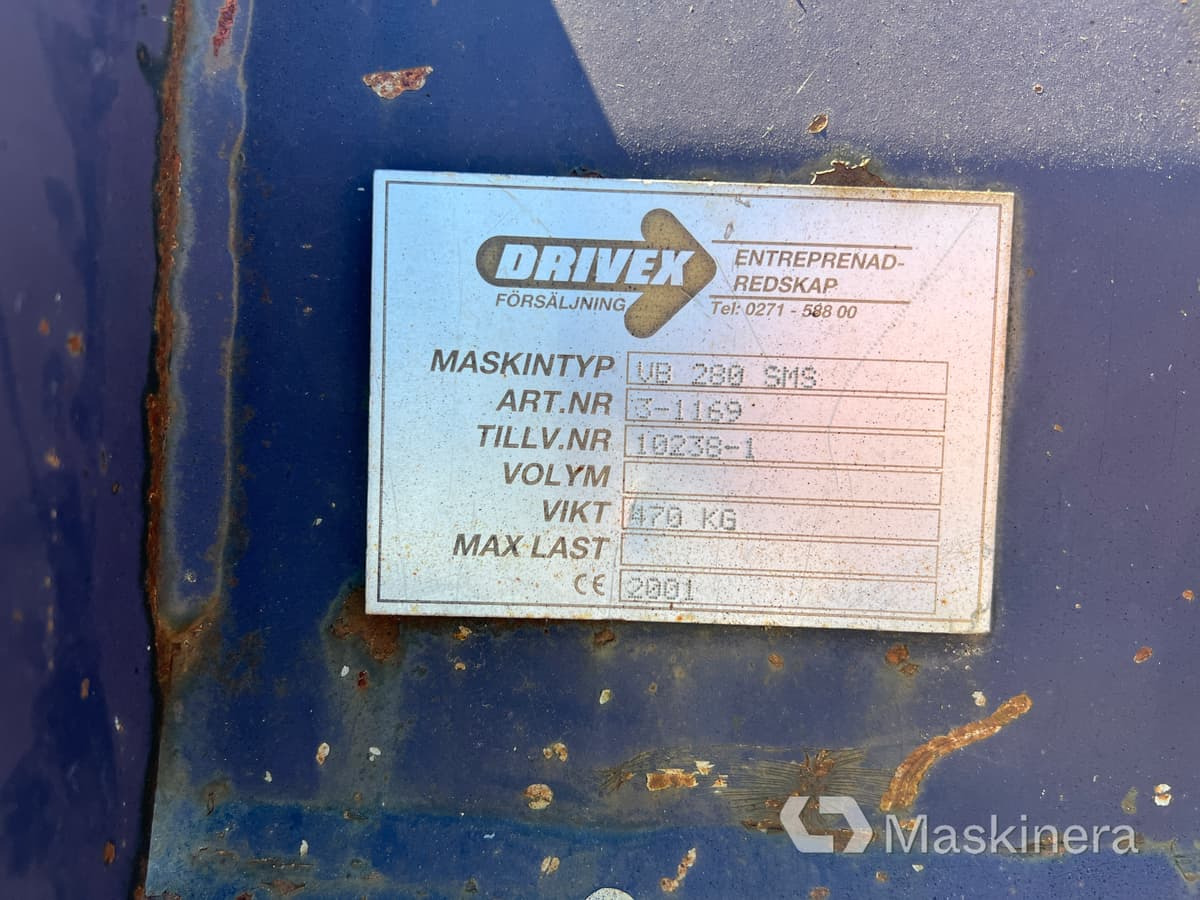 DRIVEX
FÖRSÄLJNING
ENTREPRENAD-
REDSKAP
Tel: 0271 - 588 00
MASKINTYP VB 280 SMS
ART.NR 3-1169
TILLV.NR 10238-1
VOLYM
VIKT 470 KG
MAX LAST
CE 2001
Maskinera